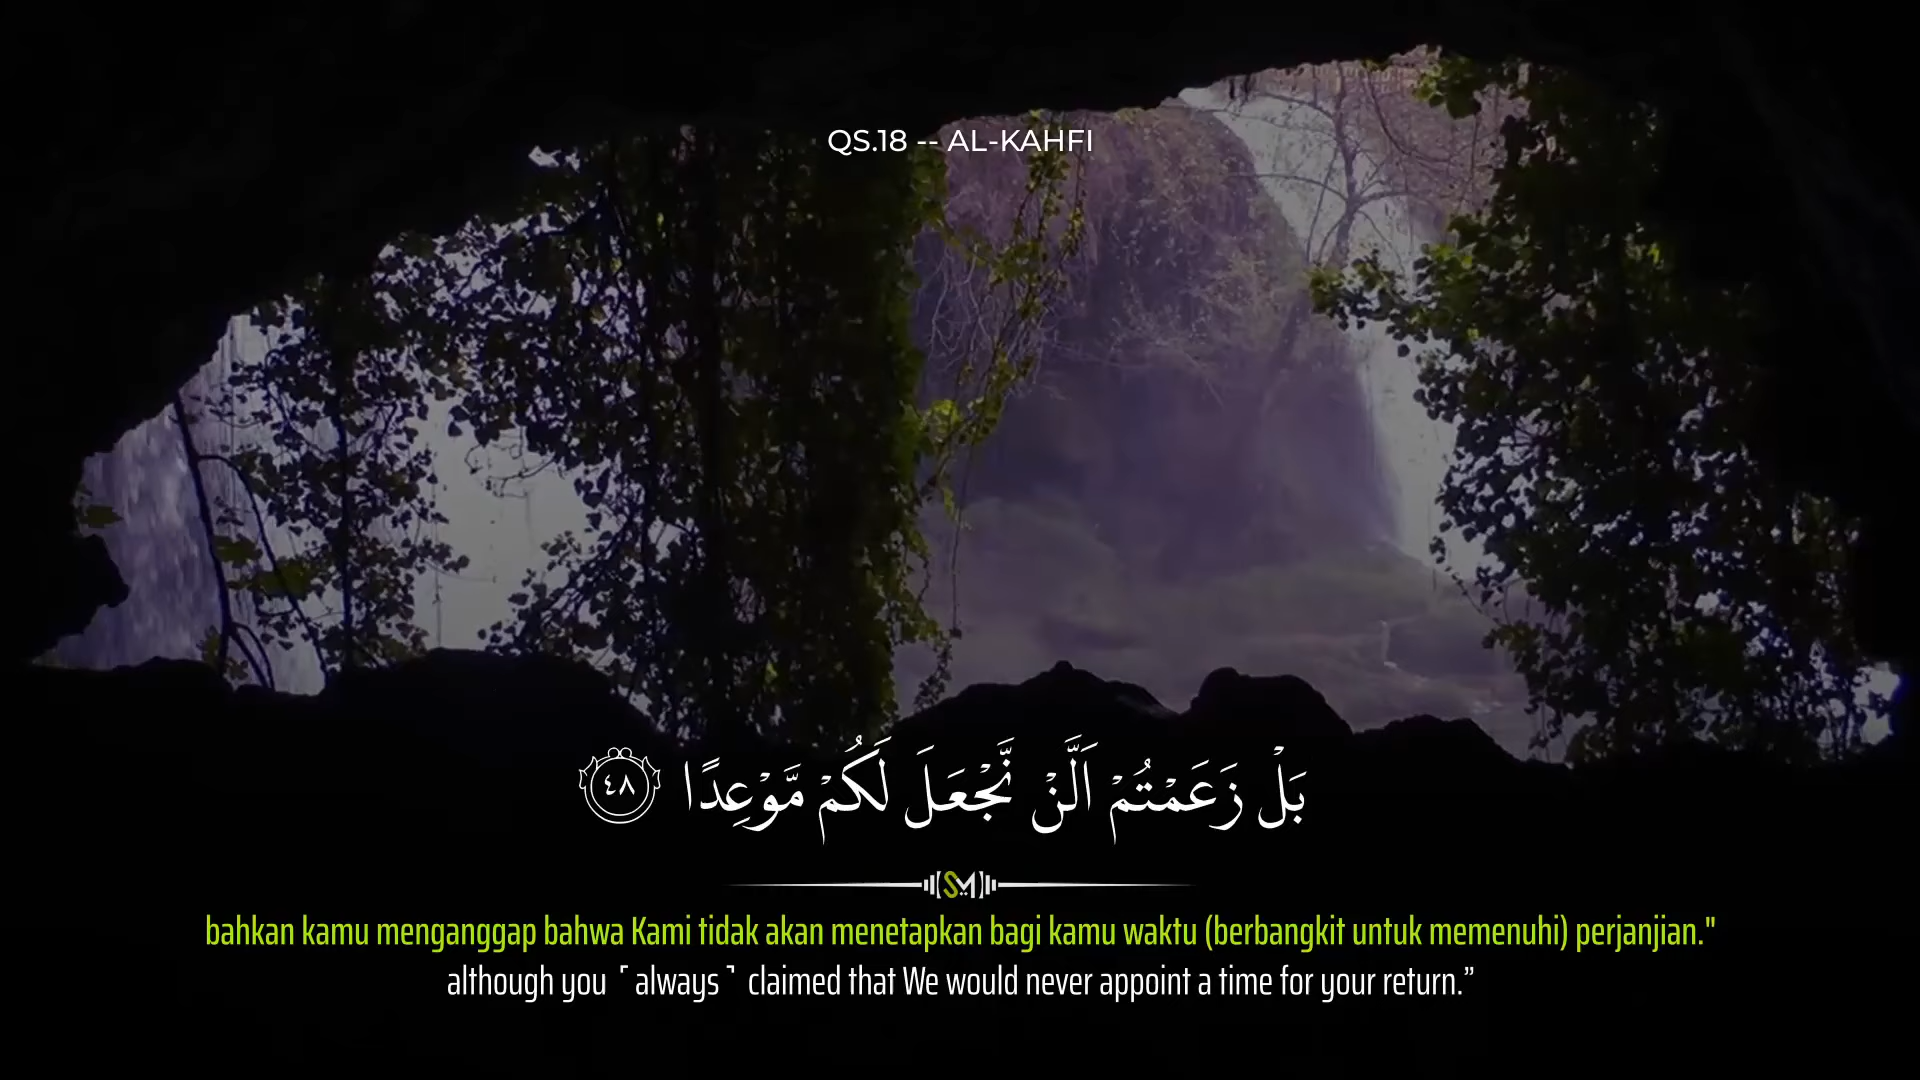 QS.18 -- AL-KAHFI
بَلْ زَعَمْتُمْ اَلَّنْ نَّجْعَلَ لَكُمْ مَّوْعِدًا ٤٨
SM
bahkan kamu menganggap bahwa Kami tidak akan menetapkan bagi kamu waktu (berbangkit untuk memenuhi) perjanjian."
although you ˹always˺ claimed that We would never appoint a time for your return.”